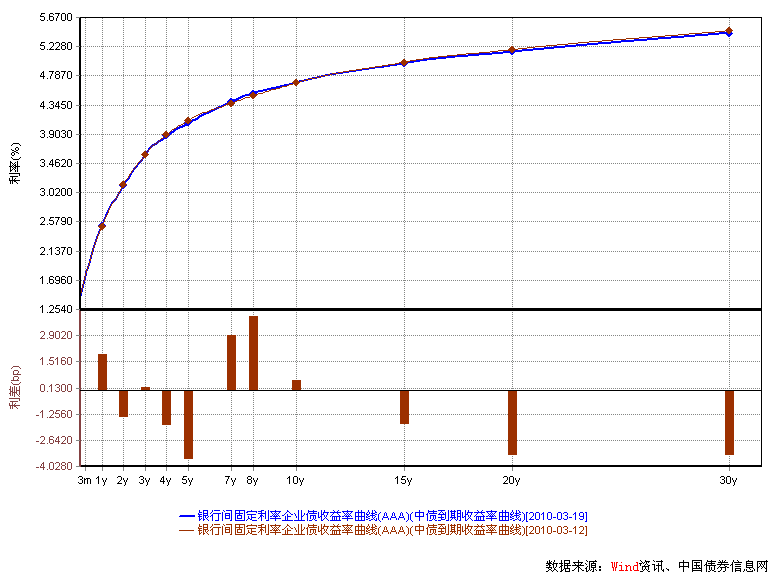 5.6700
5.2280
4.7870
4.3450
3.9030
3.4620
3.0200
2.5790
2.1370
1.6960
1.2540
利率(%)
2.9020
1.5160
0.1300
-1.2560
-2.6420
-4.0280
利差(bp)
3m 1y 2y 3y 4y 5y 7y 8y 10y 15y 20y 30y
银行间固定利率企业债收益率曲线(AAA)(中债到期收益率曲线)[2010-03-19]
银行间固定利率企业债收益率曲线(AAA)(中债到期收益率曲线)[2010-03-12]
数据来源：Wind资讯、中国债券信息网